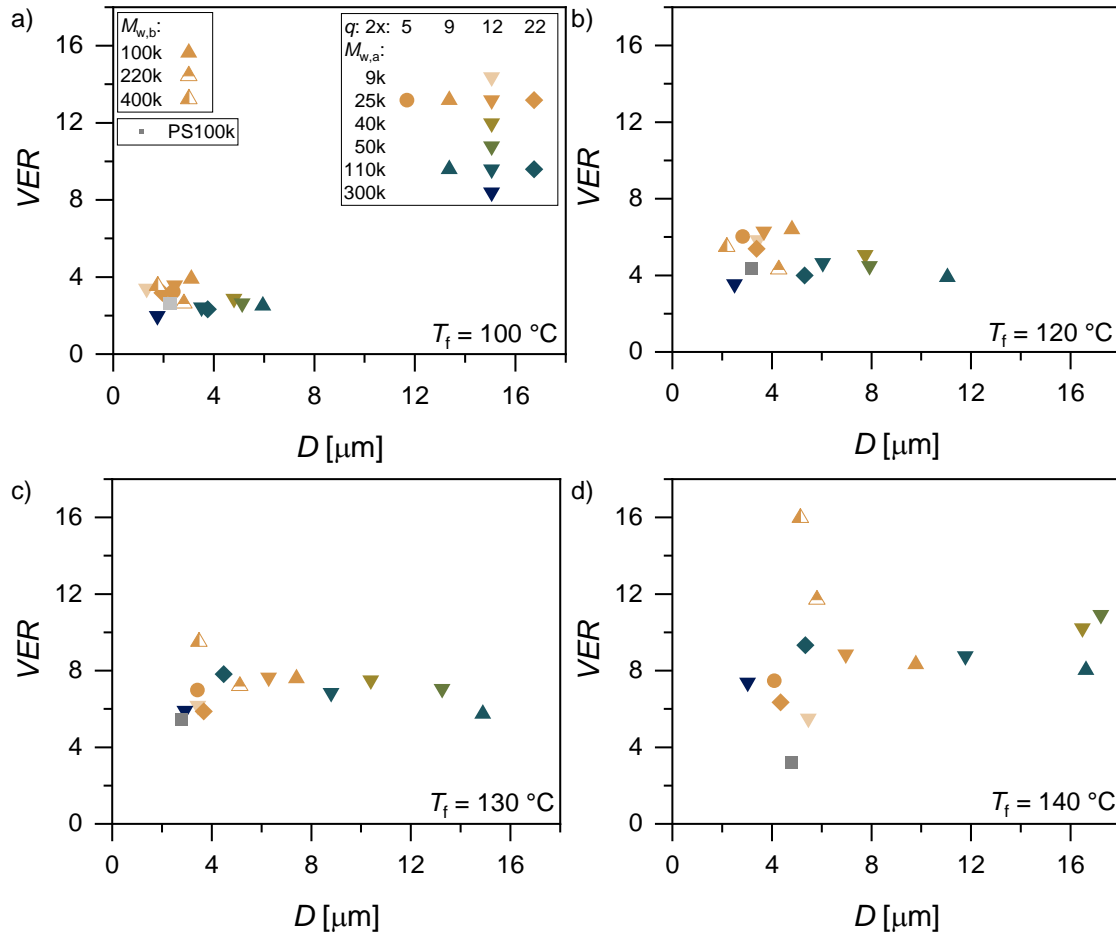 a)
M_w,b:
100k
220k
400k
PS100k
q: 2x: 5 9 12 22
M_w,a:
9k
25k
40k
50k
110k
300k
VER
16
12
8
4
0
0 4 8 12 16
D [μm]
T_f = 100 °C
b)
VER
16
12
8
4
0
0 4 8 12 16
D [μm]
T_f = 120 °C
c)
VER
16
12
8
4
0
0 4 8 12 16
D [μm]
T_f = 130 °C
d)
VER
16
12
8
4
0
0 4 8 12 16
D [μm]
T_f = 140 °C